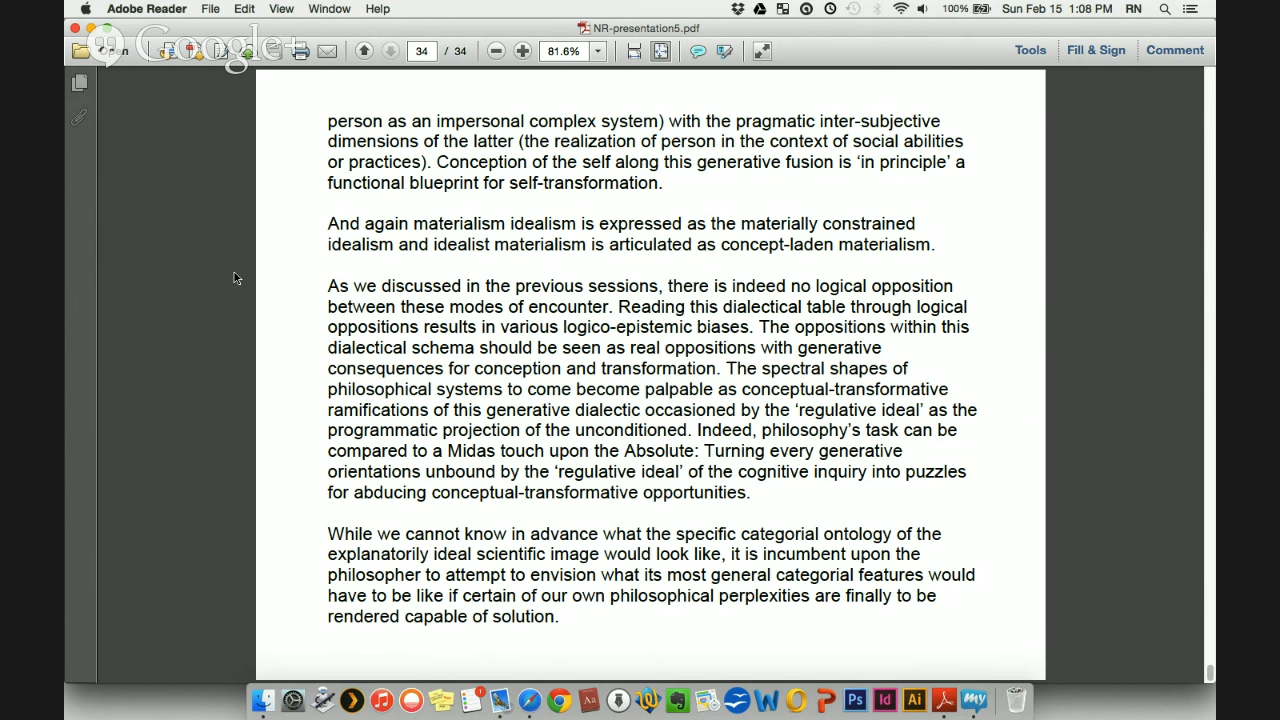 Adobe Reader File Edit View Window Help 100% Sun Feb 15 1:08 PM RN
NR-presentation5.pdf
Google+
Open 34 / 34 81.6% Tools Fill & Sign Comment
person as an impersonal complex system) with the pragmatic inter-subjective
dimensions of the latter (the realization of person in the context of social abilities
or practices). Conception of the self along this generative fusion is ‘in principle’ a
functional blueprint for self-transformation.
And again materialism idealism is expressed as the materially constrained
idealism and idealist materialism is articulated as concept-laden materialism.
As we discussed in the previous sessions, there is indeed no logical opposition
between these modes of encounter. Reading this dialectical table through logical
oppositions results in various logico-epistemic biases. The oppositions within this
dialectical schema should be seen as real oppositions with generative
consequences for conception and transformation. The spectral shapes of
philosophical systems to come become palpable as conceptual-transformative
ramifications of this generative dialectic occasioned by the ‘regulative ideal’ as the
programmatic projection of the unconditioned. Indeed, philosophy’s task can be
compared to a Midas touch upon the Absolute: Turning every generative
orientations unbound by the ‘regulative ideal’ of the cognitive inquiry into puzzles
for abducing conceptual-transformative opportunities.
While we cannot know in advance what the specific categorial ontology of the
explanatorily ideal scientific image would look like, it is incumbent upon the
philosopher to attempt to envision what its most general categorial features would
have to be like if certain of our own philosophical perplexities are finally to be
rendered capable of solution.
Aa W P Ps Id Ai my